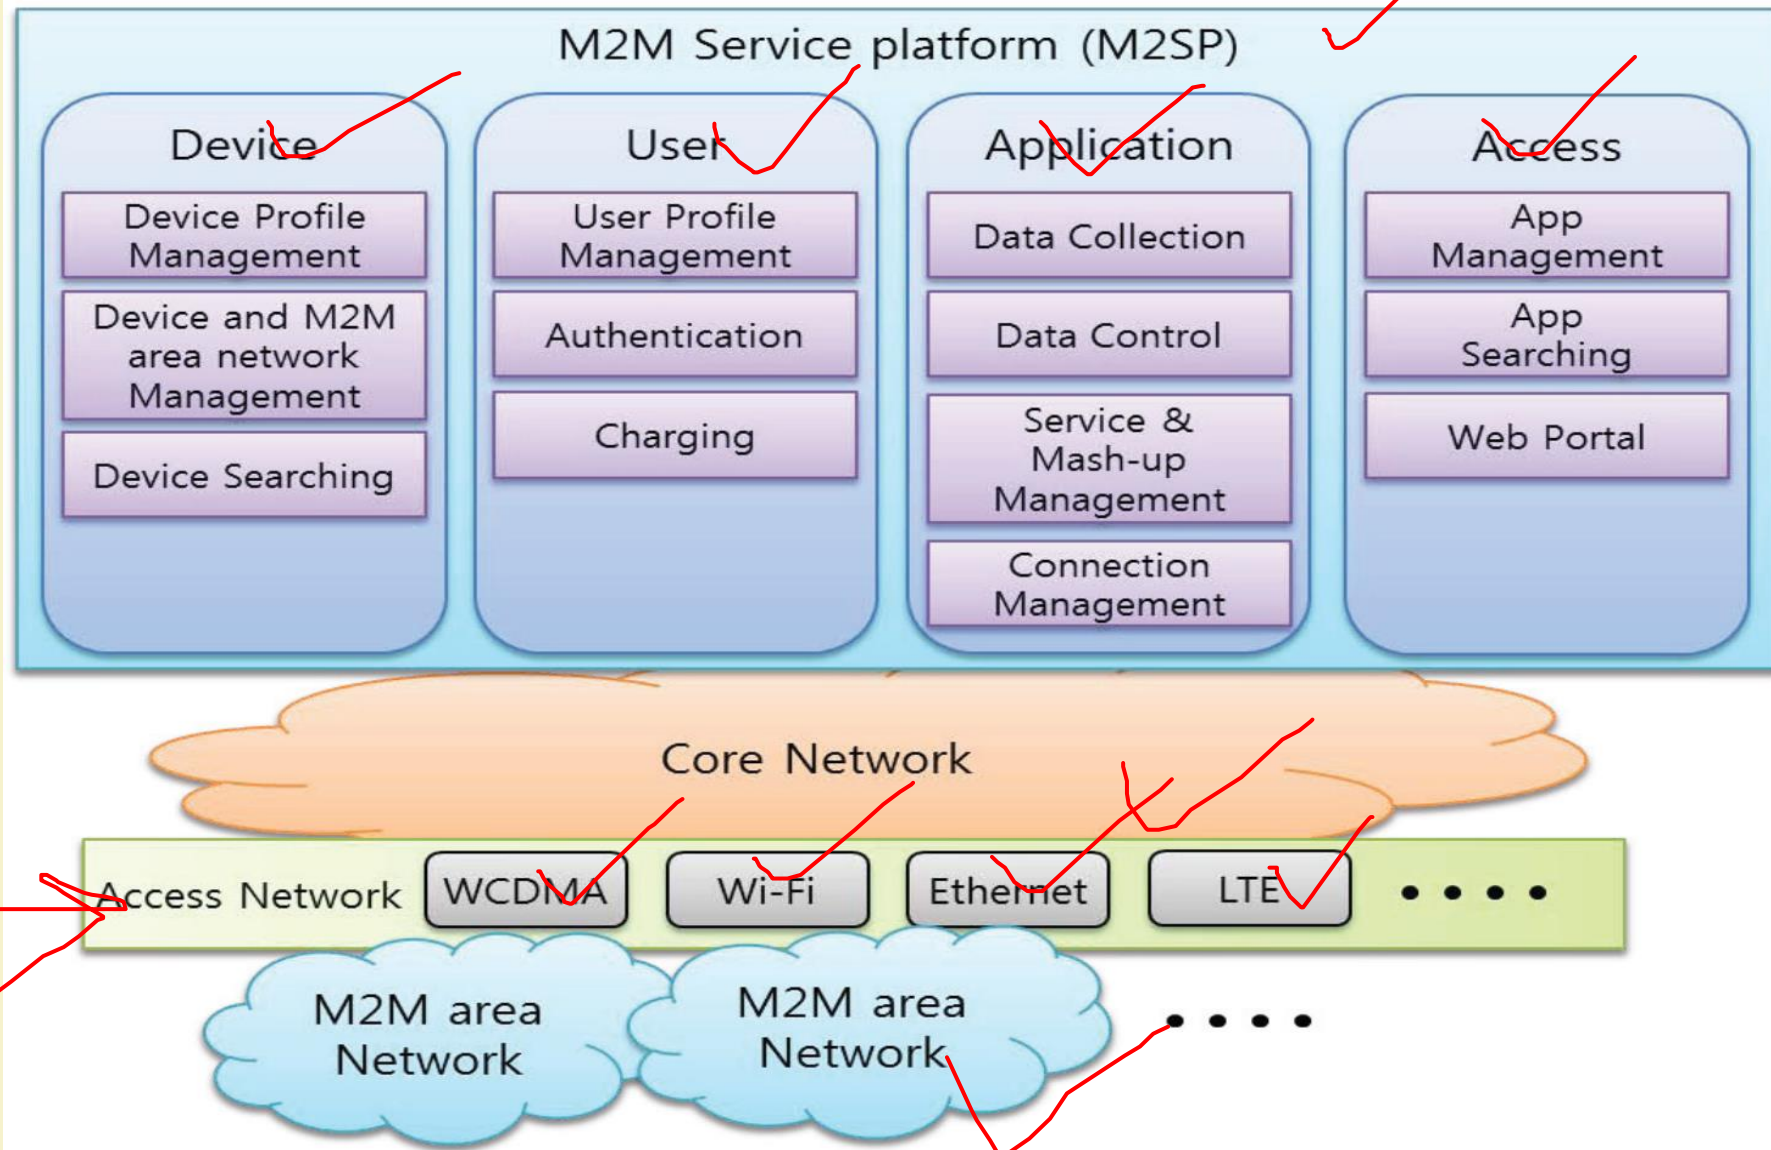 M2M Service platform (M2SP)
Device
Device Profile
Management
Device and M2M
area network
Management
Device Searching
User
User Profile
Management
Authentication
Charging
Application
Data Collection
Data Control
Service &
Mash-up
Management
Connection
Management
Access
App
Management
App
Searching
Web Portal
Core Network
Access Network
WCDMA
Wi-Fi
Ethernet
LTE
M2M area
Network
M2M area
Network